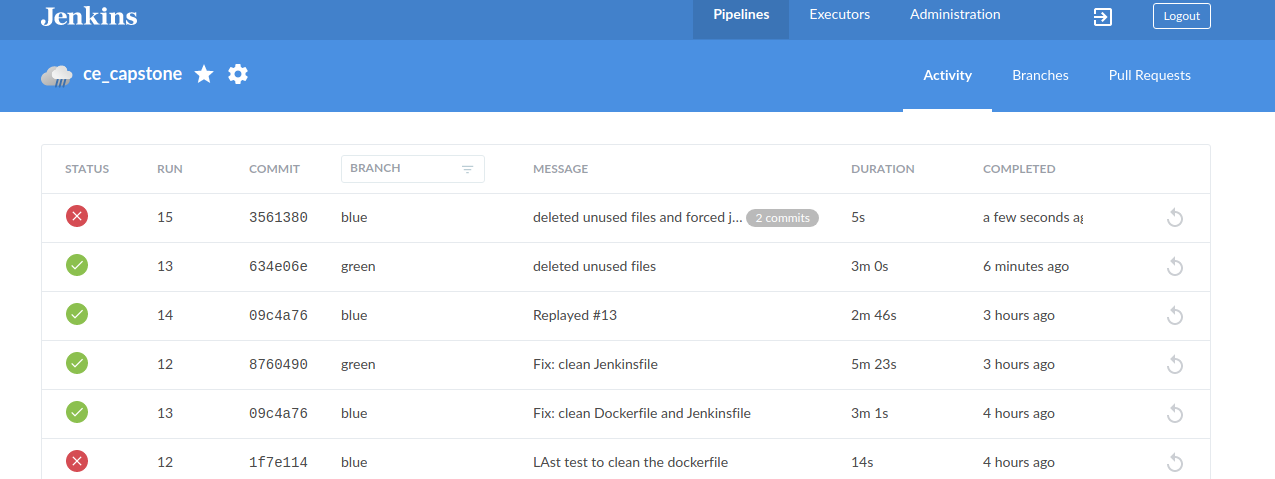 Jenkins Pipelines Executors Administration Logout
ce_capstone Activity Branches Pull Requests
STATUS RUN COMMIT BRANCH MESSAGE DURATION COMPLETED
15 3561380 blue deleted unused files and forced j... 2 commits 5s a few seconds ag
13 634e06e green deleted unused files 3m 0s 6 minutes ago
14 09c4a76 blue Replayed #13 2m 46s 3 hours ago
12 8760490 green Fix: clean Jenkinsfile 5m 23s 3 hours ago
13 09c4a76 blue Fix: clean Dockerfile and Jenkinsfile 3m 1s 4 hours ago
12 1f7e114 blue LAst test to clean the dockerfile 14s 4 hours ago